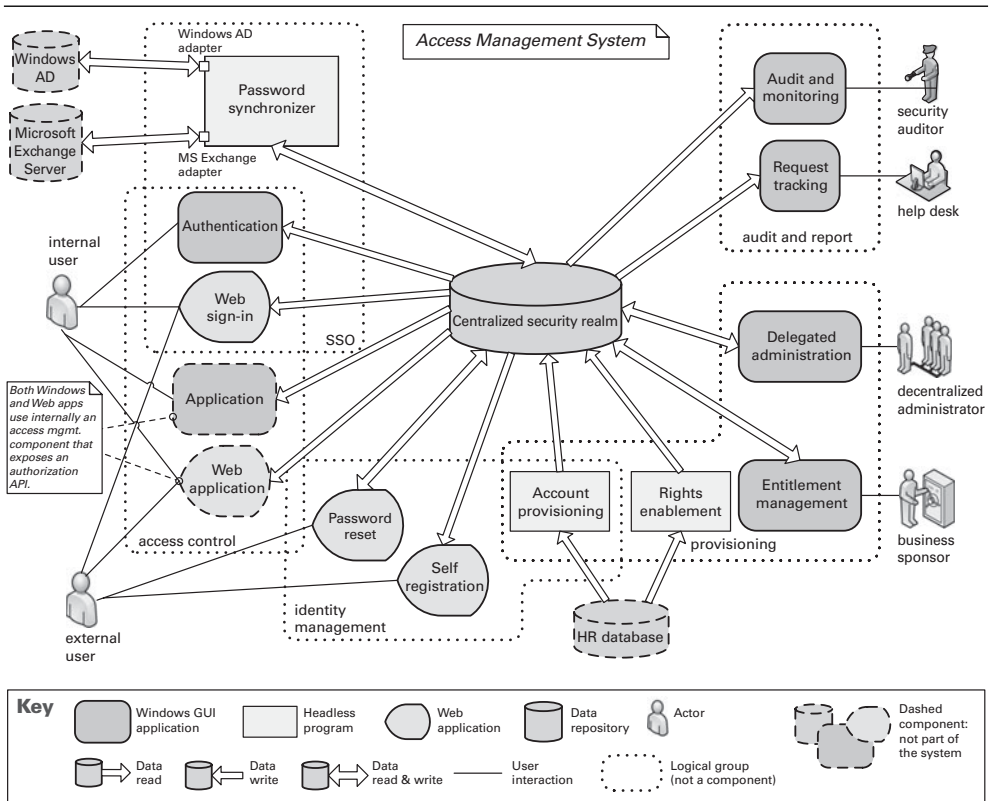 Access Management System
Windows AD
adapter
Windows
AD
Password
synchronizer
Microsoft
Exchange
Server
MS Exchange
adapter
Audit and
monitoring
security
auditor
Request
tracking
help desk
audit and report
internal
user
Authentication
Web
sign-in
SSO
Centralized security realm
Delegated
administration
decentralized
administrator
Both Windows
and Web apps
use internally an
access mgmt.
component that
exposes an
authorization
API.
Application
Web
application
access control
Password
reset
Self
registration
identity
management
Account
provisioning
Rights
enablement
provisioning
Entitlement
management
business
sponsor
external
user
HR database
Key
Windows GUI
application
Headless
program
Web
application
Data
repository
Actor
Dashed
component:
not part of
the system
Data
read
Data
write
Data
read & write
User
interaction
Logical group
(not a component)